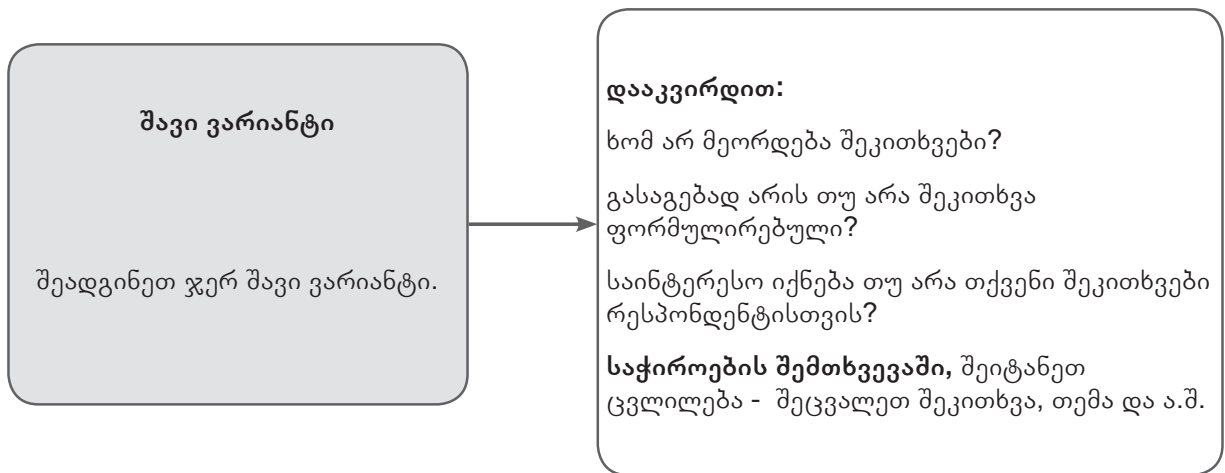 შავი ვარიანტი
შეადგინეთ ჯერ შავი ვარიანტი.
დააკვირდით:
ხომ არ მეორდება შეკითხვები?
გასაგებად არის თუ არა შეკითხვა
ფორმულირებული?
საინტერესო იქნება თუ არა თქვენი შეკითხვები
რესპონდენტისთვის?
საჭიროების შემთხვევაში, შეიტანეთ
ცვლილება - შეცვალეთ შეკითხვა, თემა და ა.შ.